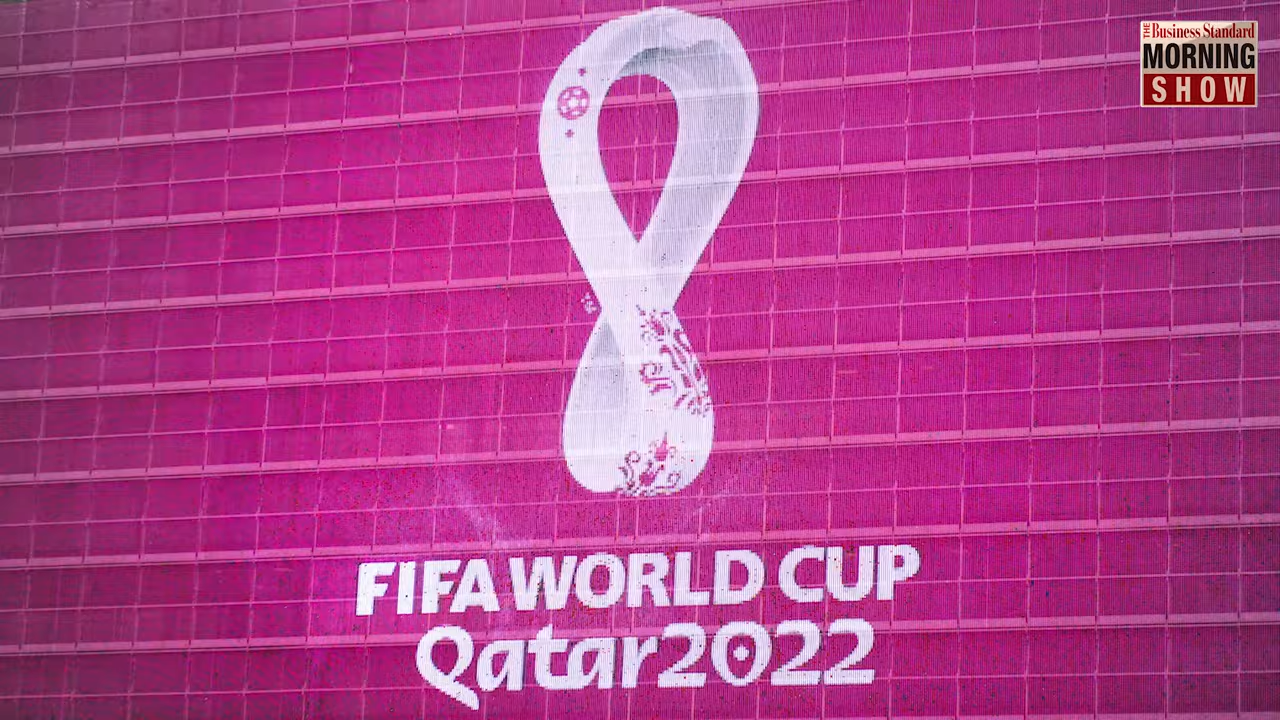 THE Business Standard
MORNING
SHOW
FIFA WORLD CUP
Qatar2022